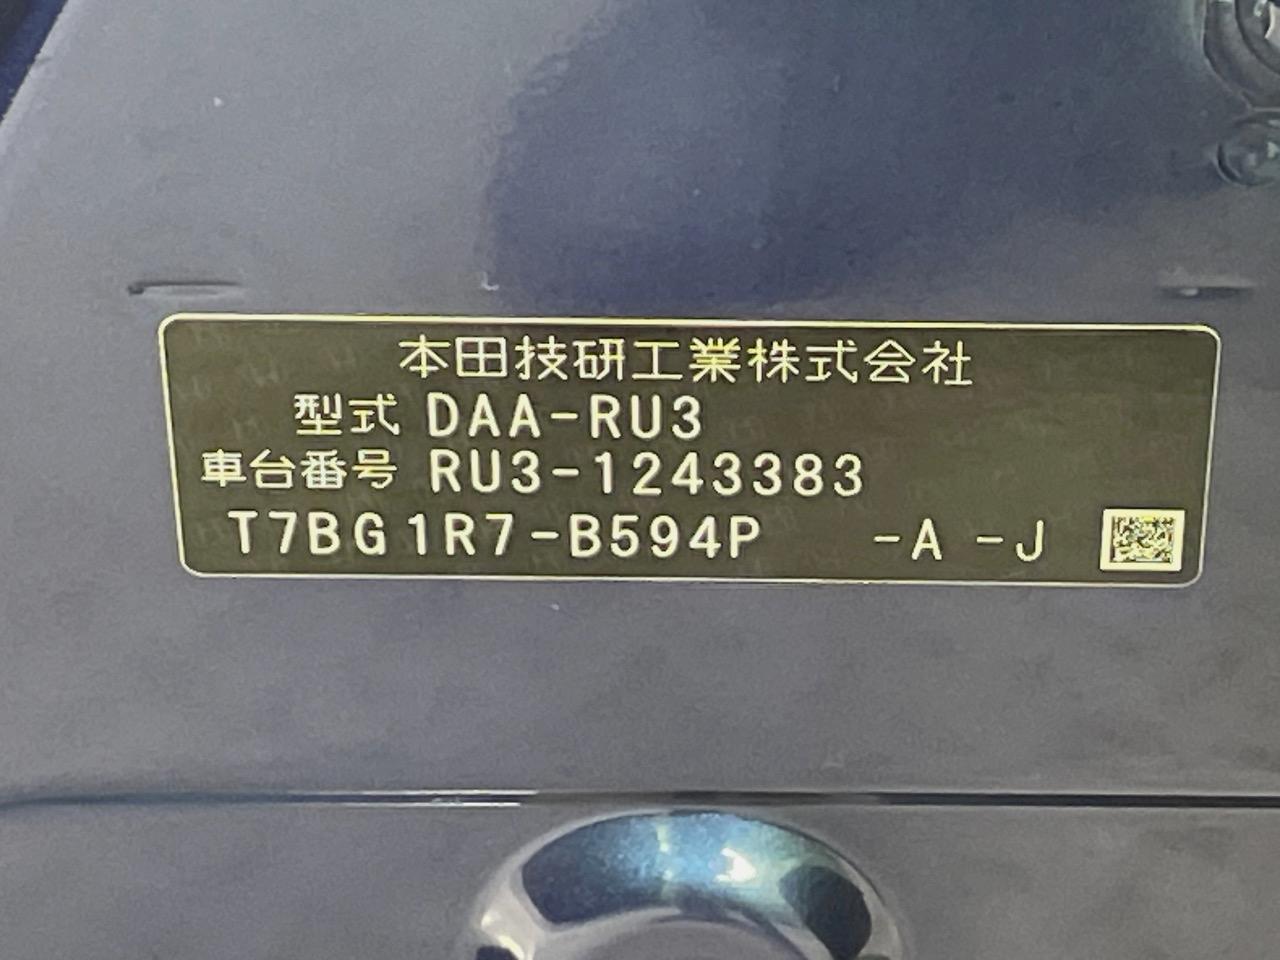 本田技研工業株式会社
型式 DAA-RU3
車台番号 RU3-1243383
T7BG1R7-B594P -A -J